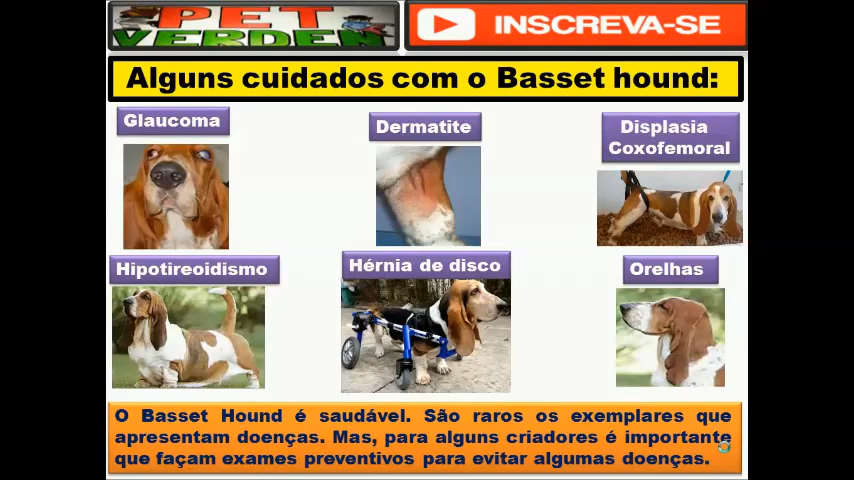 PET
VERDEN
INSCREVA-SE
Alguns cuidados com o Basset hound:
Glaucoma
Dermatite
Displasia
Coxofemoral
Hipotireoidismo
Hérnia de disco
Orelhas
O Basset Hound é saudável. São raros os exemplares que
apresentam doenças. Mas, para alguns criadores é importante
que façam exames preventivos para evitar algumas doenças.